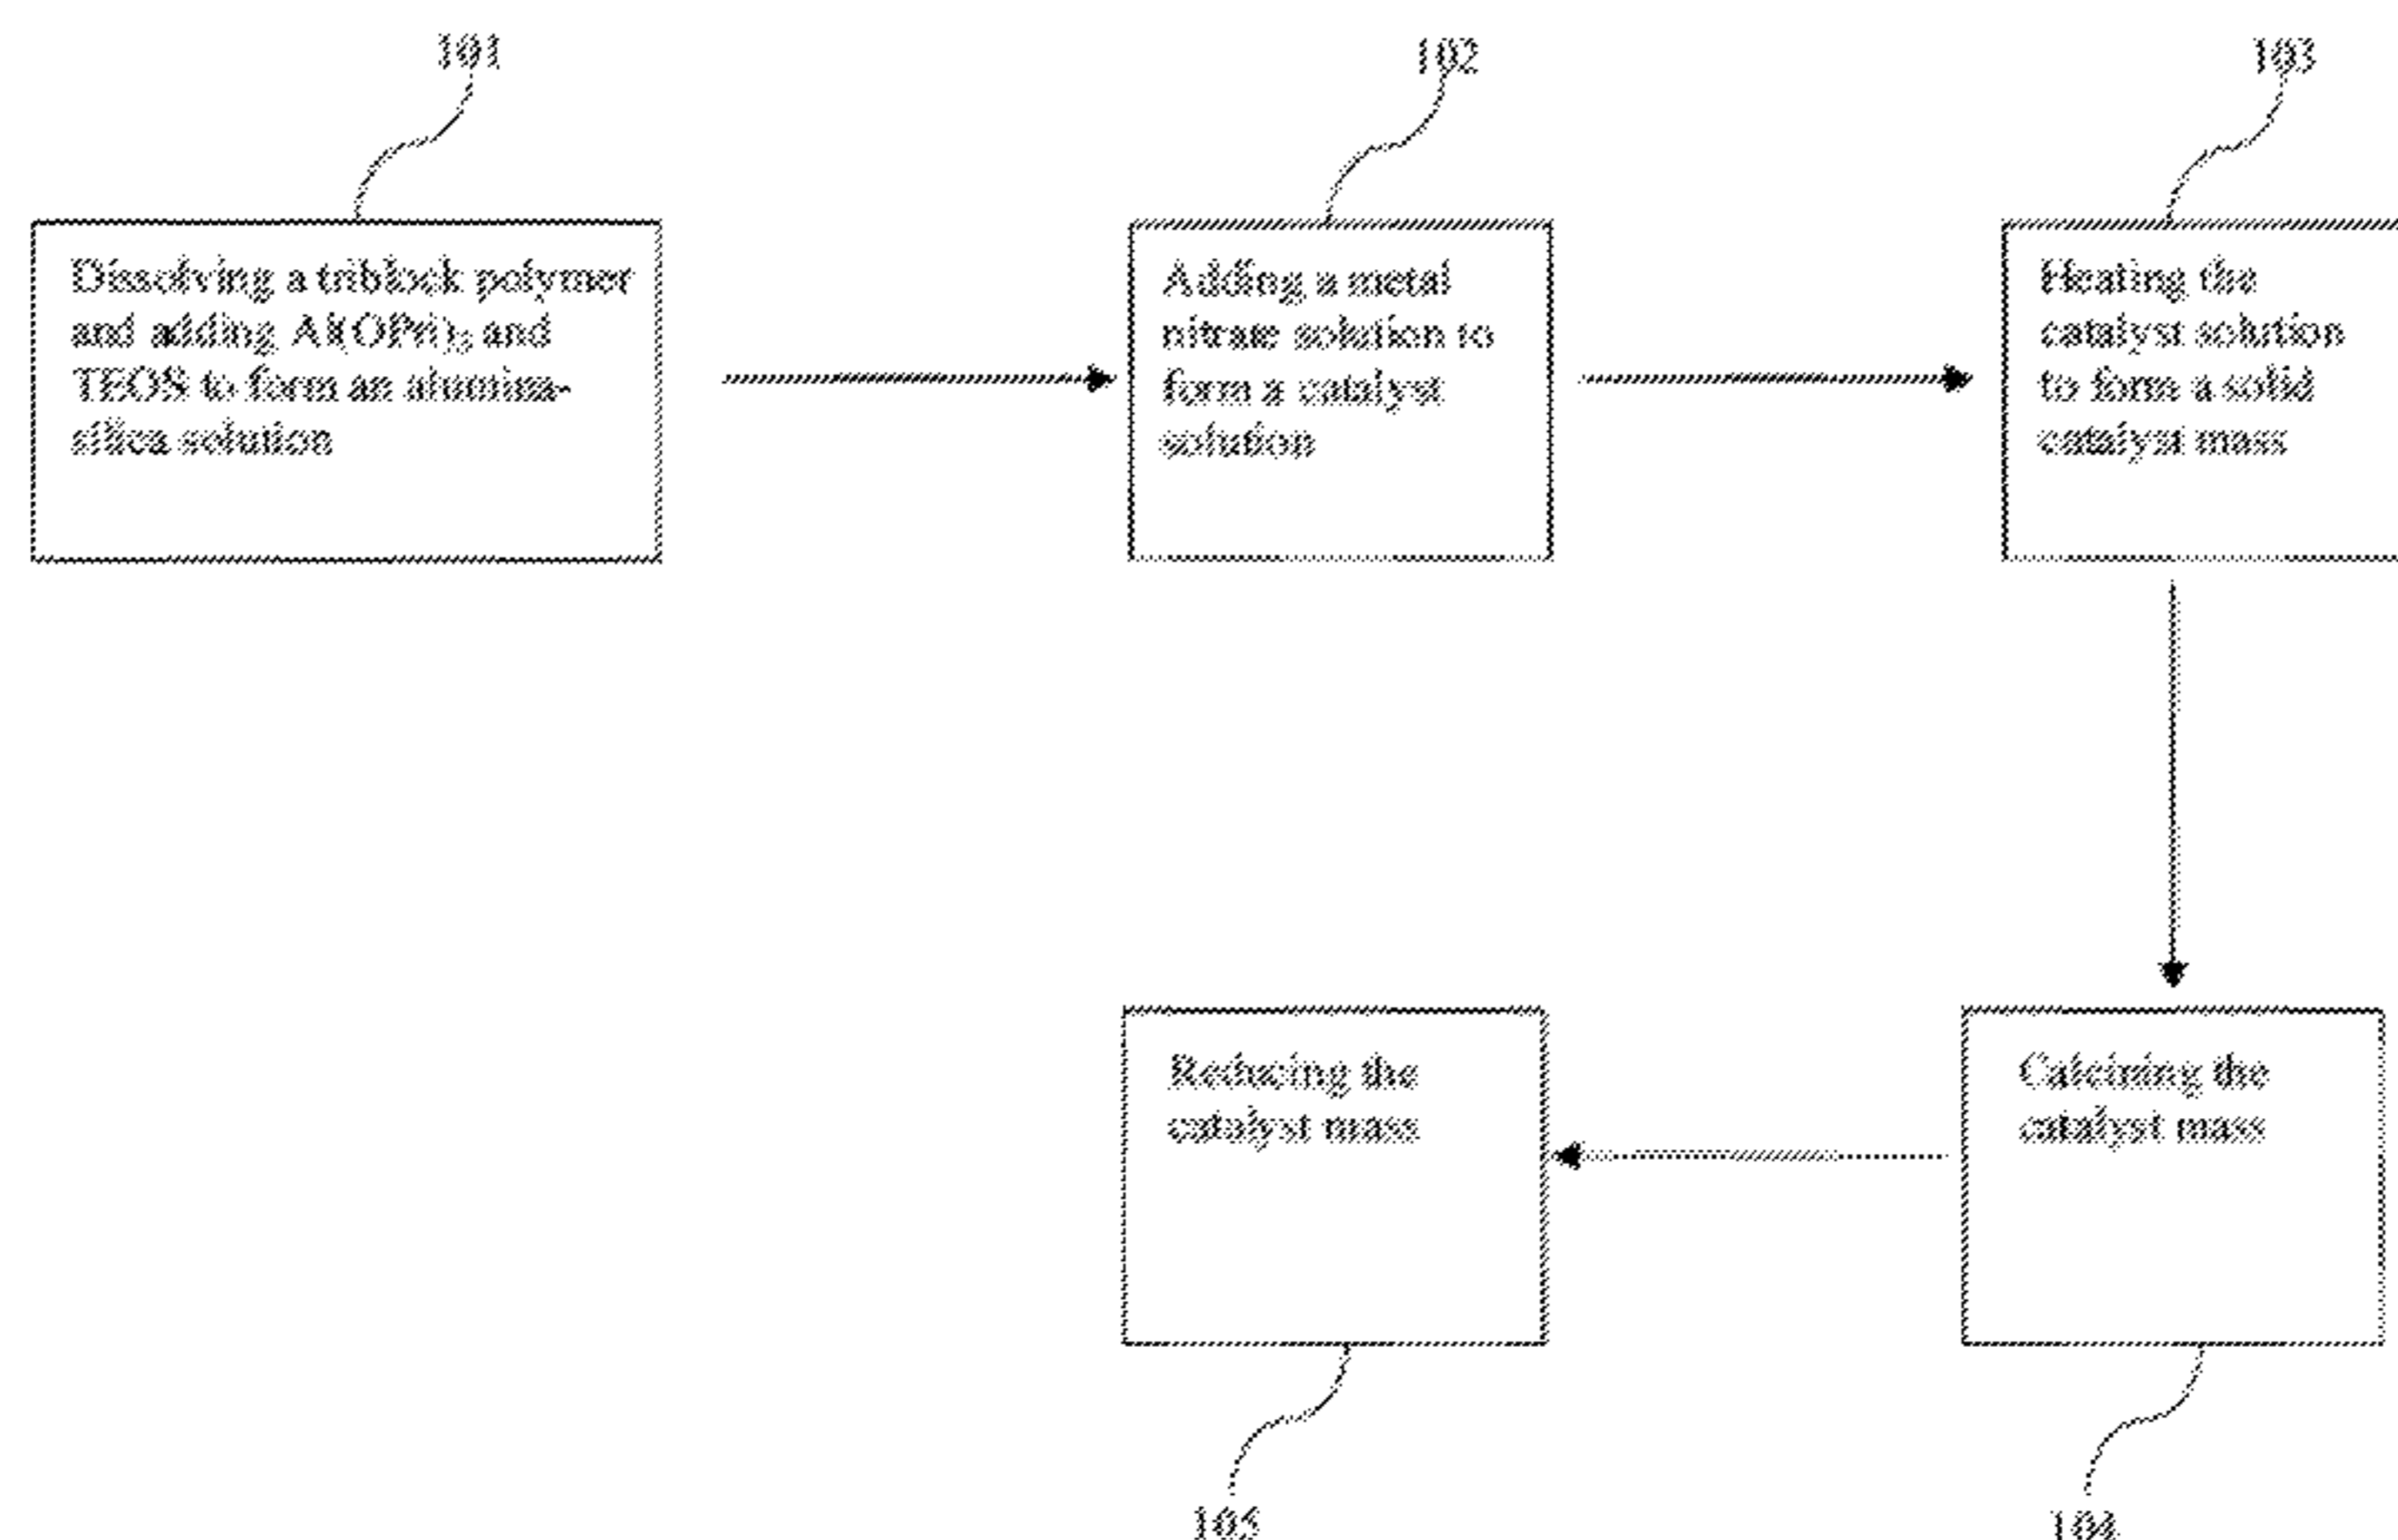 101
102
103
Dissolving a triblock polymer
and adding Al(OPri)₃ and
TEOS to form an alumina-
silica solution
Adding a metal
nitrate solution to
form a catalyst
solution
Heating the
catalyst solution
to form a solid
catalyst mass
Reducing the
catalyst mass
Calcining the
catalyst mass
105
104